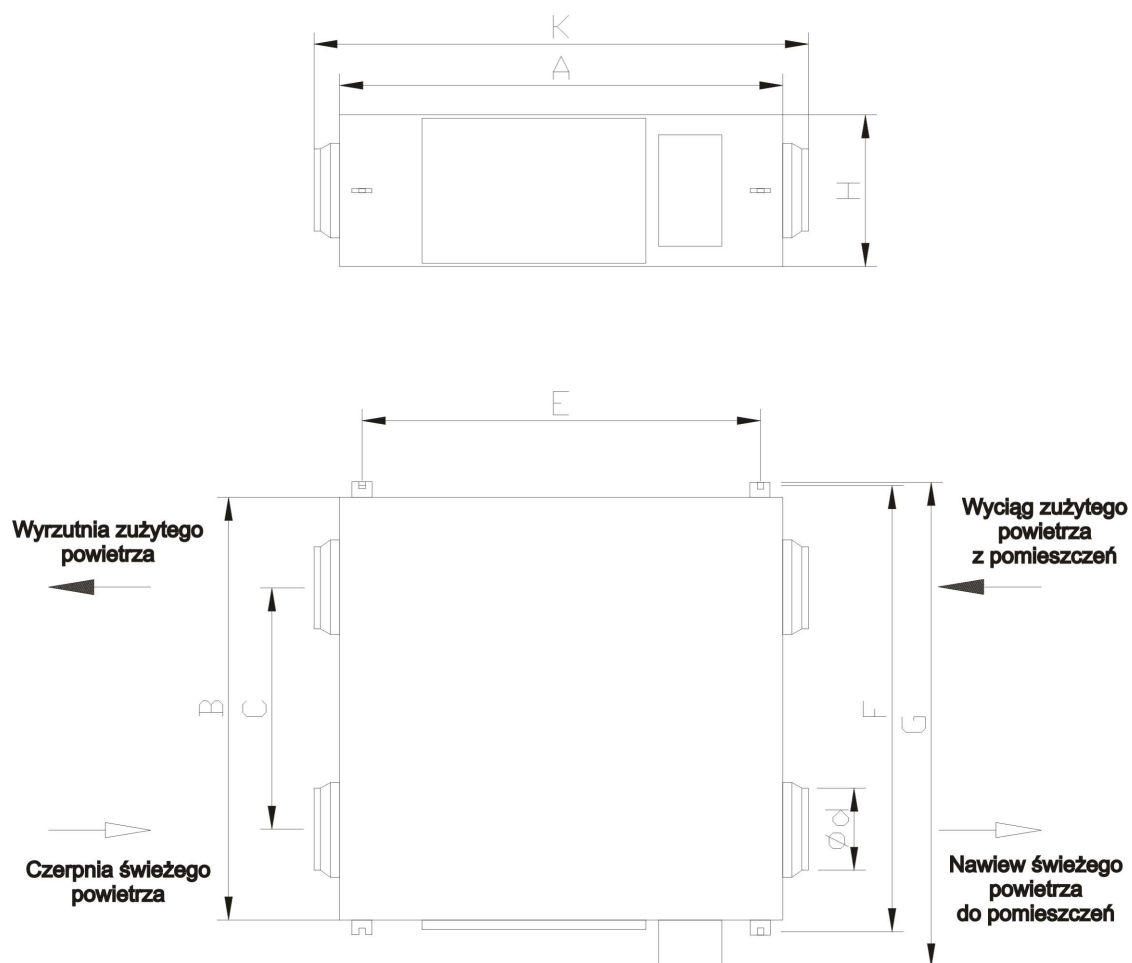 K
A
H
E
Wyrzutnia zużytego
powietrza
Wyciąg zużytego
powietrza
z pomieszczeń
B
C
F
G
ød
Czerpnia świeżego
powietrza
Nawiew świeżego
powietrza
do pomieszczeń